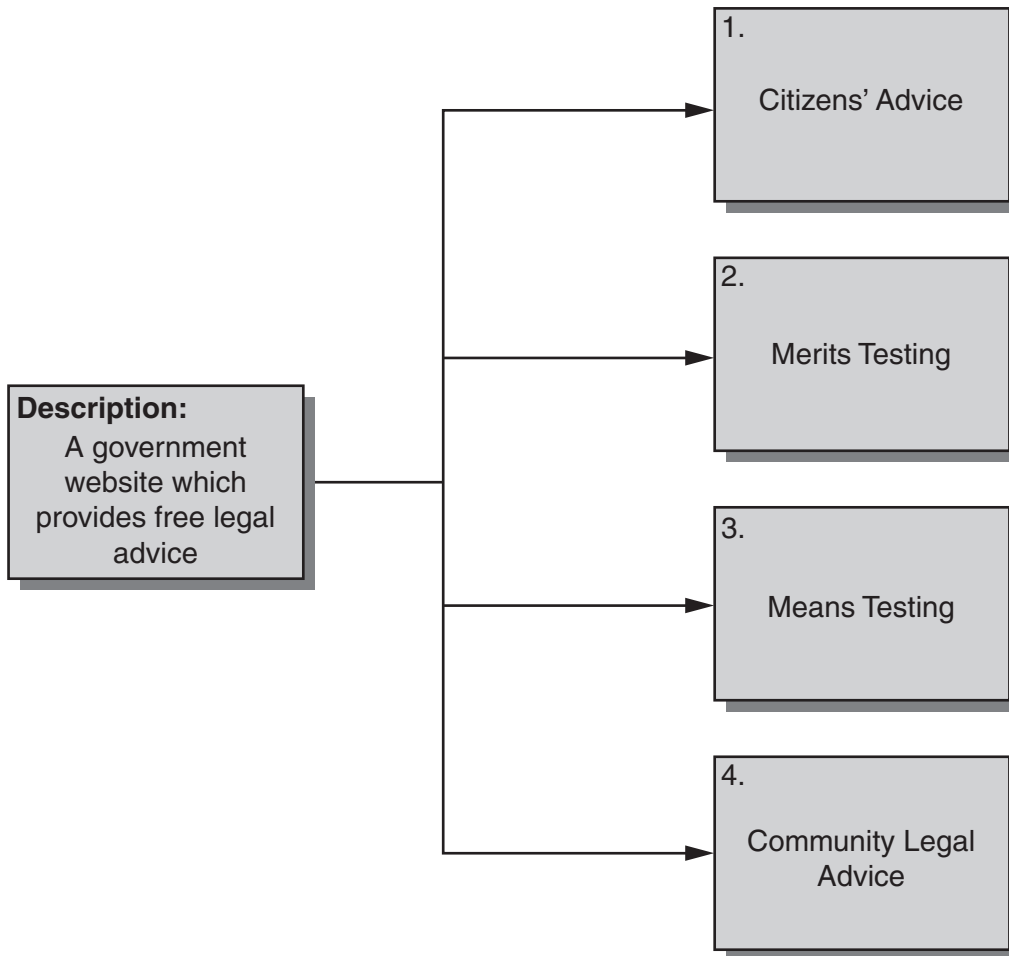 1.
Citizens’ Advice
2.
Merits Testing
Description:
A government
website which
provides free legal
advice
3.
Means Testing
4.
Community Legal
Advice